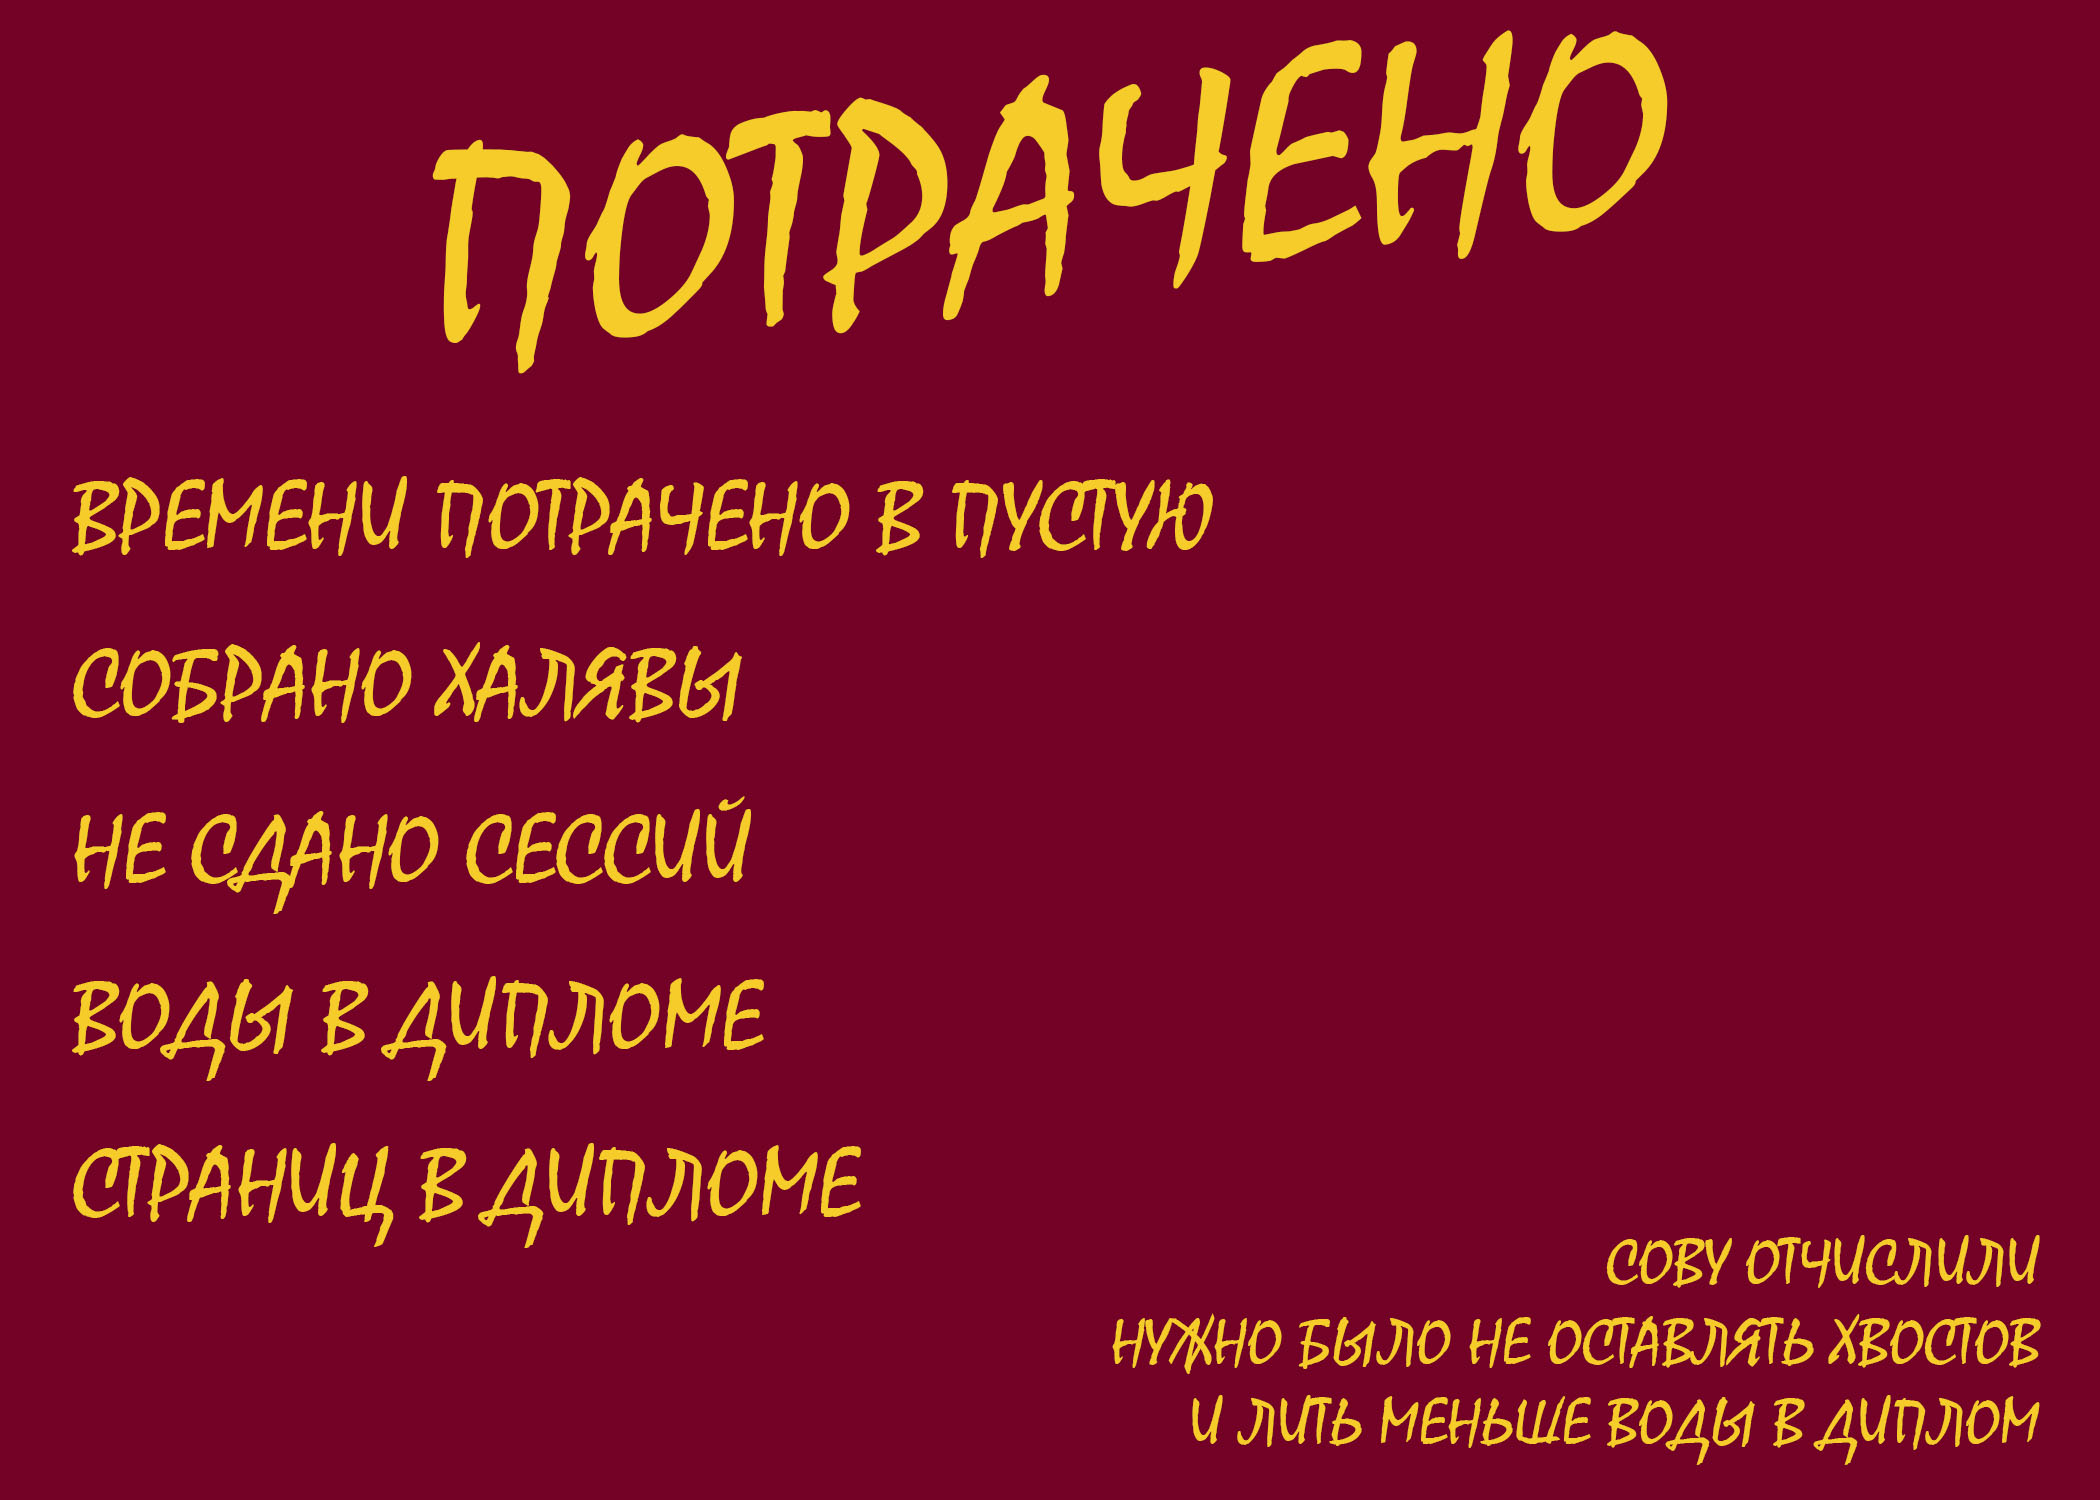 ПОТРАЧЕНО
ВРЕМЕНИ ПОТРАЧЕНО В ПУСТУЮ
СОБРАНО ХАЛЯВЫ
НЕ СДАНО СЕССИЙ
ВОДЫ В ДИПЛОМЕ
СТРАНИЦ В ДИПЛОМЕ
СОВУ ОТЧИСЛИЛИ
НУЖНО БЫЛО НЕ ОСТАВЛЯТЬ ХВОСТОВ
И ЛИТЬ МЕНЬШЕ ВОДЫ В ДИПЛОМ